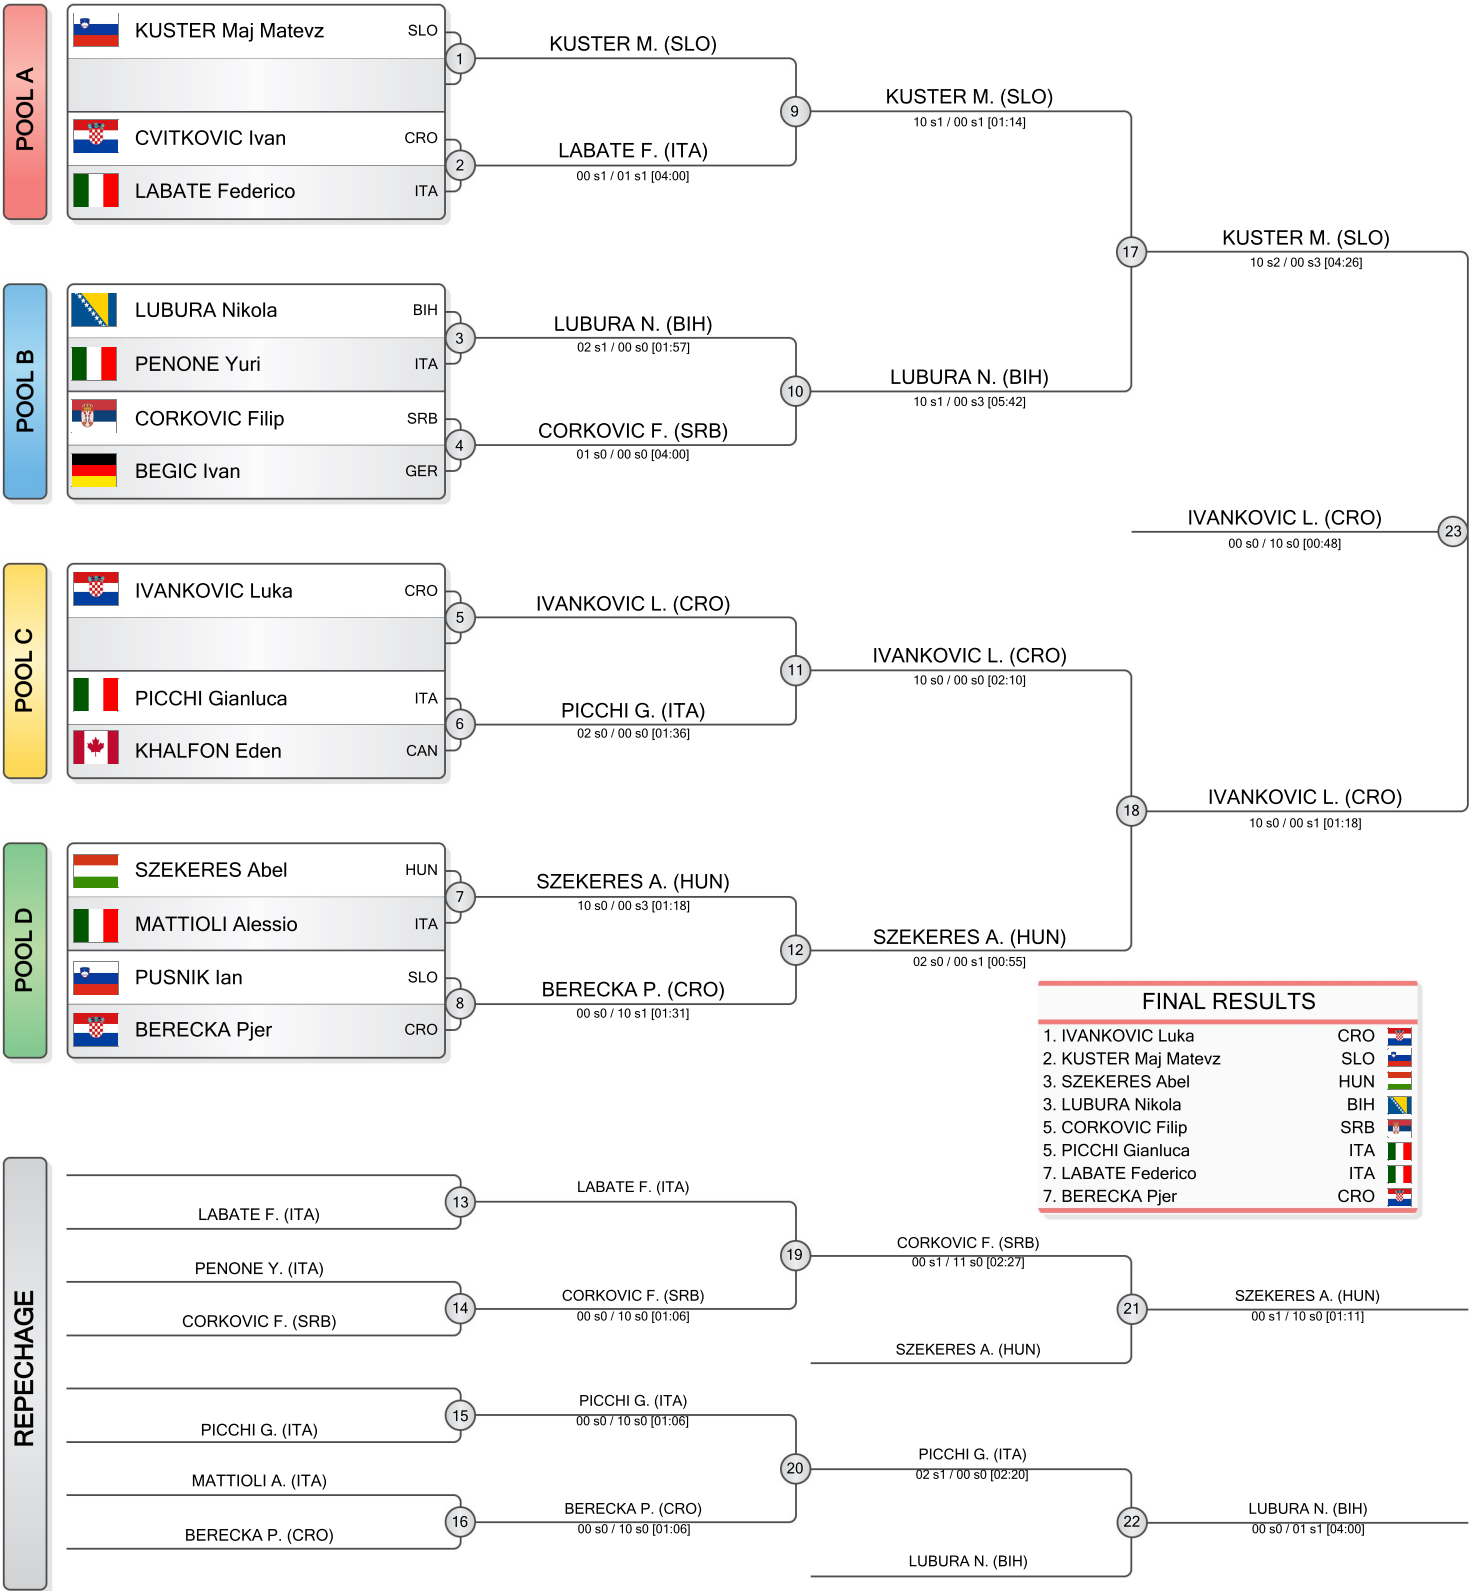 POOL A
KUSTER Maj Matevz SLO
CVITKOVIC Ivan CRO
LABATE Federico ITA
1
2
KUSTER M. (SLO)
LABATE F. (ITA)
00 s1 / 01 s1 [04:00]
9
KUSTER M. (SLO)
10 s1 / 00 s1 [01:14]
POOL B
LUBURA Nikola BIH
PENONE Yuri ITA
CORKOVIC Filip SRB
BEGIC Ivan GER
3
4
LUBURA N. (BIH)
02 s1 / 00 s0 [01:57]
CORKOVIC F. (SRB)
01 s0 / 00 s0 [04:00]
10
LUBURA N. (BIH)
10 s1 / 00 s3 [05:42]
17
KUSTER M. (SLO)
10 s2 / 00 s3 [04:26]
IVANKOVIC L. (CRO)
00 s0 / 10 s0 [00:48]
23
POOL C
IVANKOVIC Luka CRO
PICCHI Gianluca ITA
KHALFON Eden CAN
5
6
IVANKOVIC L. (CRO)
PICCHI G. (ITA)
02 s0 / 00 s0 [01:36]
11
IVANKOVIC L. (CRO)
10 s0 / 00 s0 [02:10]
POOL D
SZEKERES Abel HUN
MATTIOLI Alessio ITA
PUSNIK Ian SLO
BERECKA Pjer CRO
7
8
SZEKERES A. (HUN)
10 s0 / 00 s3 [01:18]
BERECKA P. (CRO)
00 s0 / 10 s1 [01:31]
12
SZEKERES A. (HUN)
02 s0 / 00 s1 [00:55]
18
IVANKOVIC L. (CRO)
10 s0 / 00 s1 [01:18]
FINAL RESULTS
1. IVANKOVIC Luka CRO
2. KUSTER Maj Matevz SLO
3. SZEKERES Abel HUN
3. LUBURA Nikola BIH
5. CORKOVIC Filip SRB
5. PICCHI Gianluca ITA
7. LABATE Federico ITA
7. BERECKA Pjer CRO
REPECHAGE
LABATE F. (ITA)
13
LABATE F. (ITA)
PENONE Y. (ITA)
CORKOVIC F. (SRB)
14
CORKOVIC F. (SRB)
00 s0 / 10 s0 [01:06]
19
CORKOVIC F. (SRB)
00 s1 / 11 s0 [02:27]
SZEKERES A. (HUN)
21
SZEKERES A. (HUN)
00 s1 / 10 s0 [01:11]
PICCHI G. (ITA)
15
PICCHI G. (ITA)
00 s0 / 10 s0 [01:06]
MATTIOLI A. (ITA)
BERECKA P. (CRO)
16
BERECKA P. (CRO)
00 s0 / 10 s0 [01:06]
20
PICCHI G. (ITA)
02 s1 / 00 s0 [02:20]
LUBURA N. (BIH)
22
LUBURA N. (BIH)
00 s0 / 01 s1 [04:00]